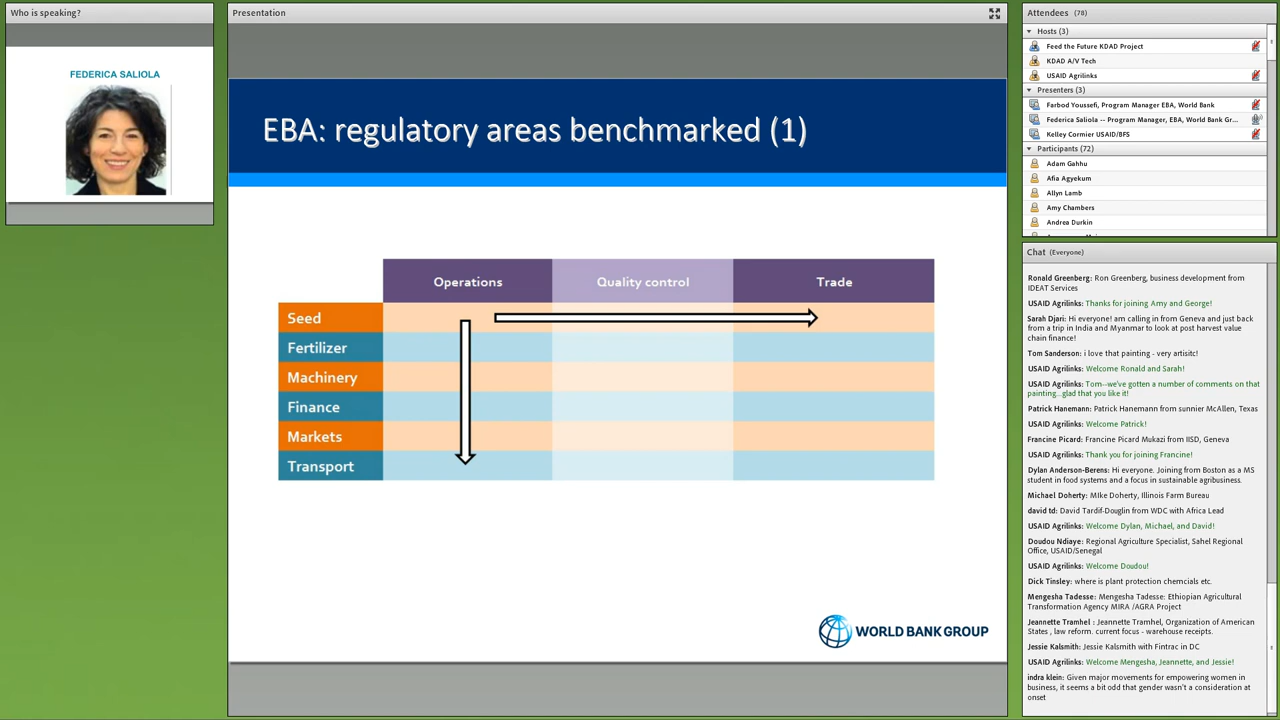 Who is speaking?
FEDERICA SALIOLA
Presentation
EBA: regulatory areas benchmarked (1)
Operations
Quality control
Trade
Seed
Fertilizer
Machinery
Finance
Markets
Transport
WORLD BANK GROUP
Attendees (78)
Hosts (3)
Feed the Future KDAD Project
KDAD A/V Tech
USAID Agrilinks
Presenters (3)
Farbod Youssefi, Program Manager EBA, World Bank
Federica Saliola -- Program Manager, EBA, World Bank Gr...
Kelley Cormier USAID/BFS
Participants (72)
Adam Gahhu
Afia Agyekum
Allyn Lamb
Amy Chambers
Andrea Durkin
Chat (Everyone)
Ronald Greenberg: Ron Greenberg, business development from
IDEAT Services
USAID Agrilinks: Thanks for joining Amy and George!
Sarah Djari: Hi everyone! am calling in from Geneva and just back
from a trip in India and Myanmar to look at post harvest value
chain finance!
Tom Sanderson: i love that painting - very artisitc!
USAID Agrilinks: Welcome Ronald and Sarah!
USAID Agrilinks: Tom--we've gotten a number of comments on that
painting...glad that you like it!
Patrick Hanemann: Patrick Hanemann from sunnier McAllen, Texas
USAID Agrilinks: Welcome Patrick!
Francine Picard: Francine Picard Mukazi from IISD, Geneva
USAID Agrilinks: Thank you for joining Francine!
Dylan Anderson-Berens: Hi everyone. Joining from Boston as a MS
student in food systems and a focus in sustainable agribusiness.
Michael Doherty: MIke Doherty, Illinois Farm Bureau
david td: David Tardif-Douglin from WDC with Africa Lead
USAID Agrilinks: Welcome Dylan, Michael, and David!
Doudou Ndiaye: Regional Agriculture Specialist, Sahel Regional
Office, USAID/Senegal
USAID Agrilinks: Welcome Doudou!
Dick Tinsley: where is plant protection chemcials etc.
Mengesha Tadesse: Mengesha Tadesse: Ethiopian Agricultural
Transformation Agency MIRA /AGRA Project
Jeannette Tramhel : Jeannette Tramhel, Organization of American
States , law reform. current focus - warehouse receipts.
Jessie Kalsmith: Jessie Kalsmith with Fintrac in DC
USAID Agrilinks: Welcome Mengesha, Jeannette, and Jessie!
indra klein: Given major movements for empowering women in
business, it seems a bit odd that gender wasn't a consideration at
onset